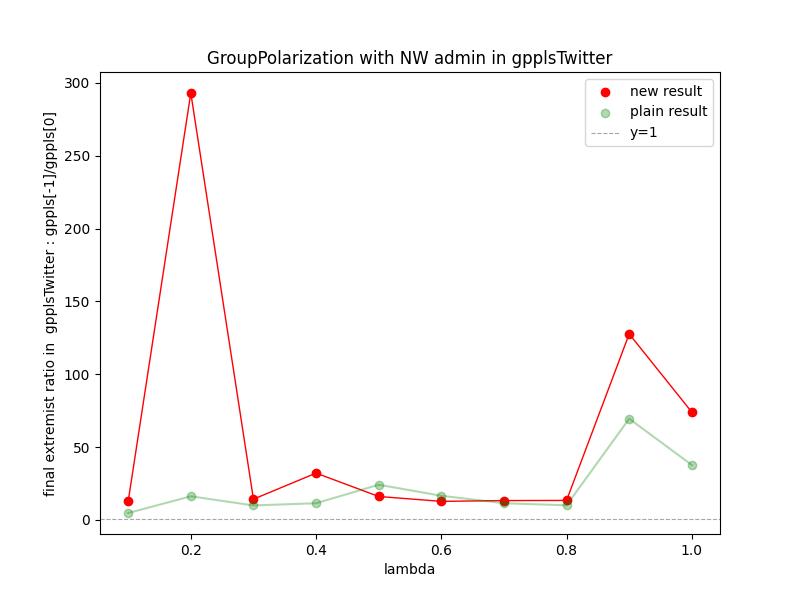 GroupPolarization with NW admin in gpplsTwitter
final extremist ratio in  gpplsTwitter : gppls[-1]/gppls[0]
300
250
200
150
100
50
0
new result
plain result
y=1
0.2
0.4
0.6
0.8
1.0
lambda